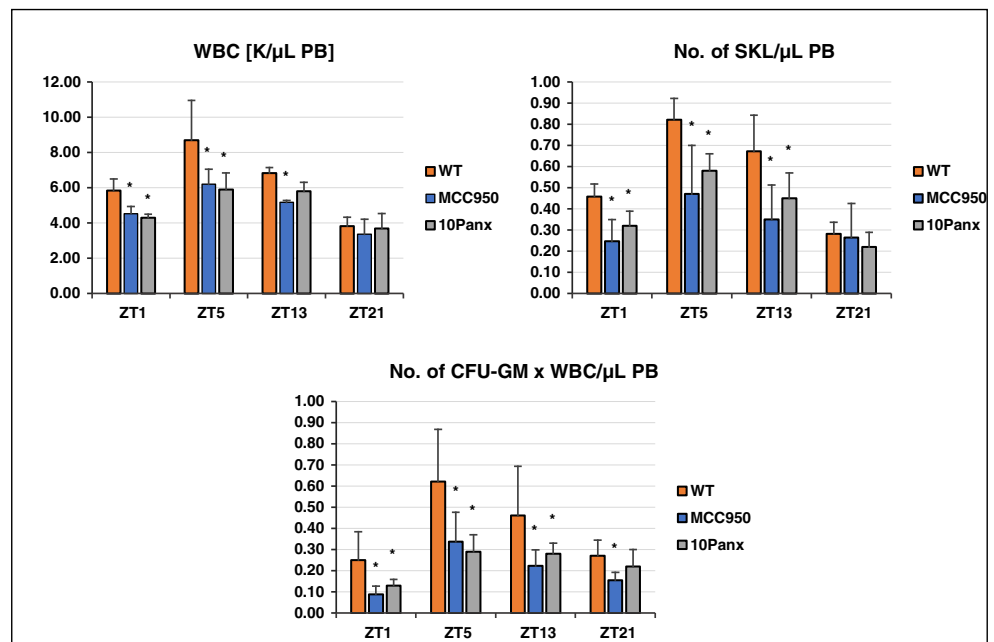 WBC [K/µL PB]
12.00
10.00
8.00
6.00
4.00
2.00
0.00
* * * * * 
ZT1 ZT5 ZT13 ZT21
WT
MCC950
10Panx
No. of SKL/µL PB
1.00
0.90
0.80
0.70
0.60
0.50
0.40
0.30
0.20
0.10
0.00
* * * * * *
ZT1 ZT5 ZT13 ZT21
WT
MCC950
10Panx
No. of CFU-GM x WBC/µL PB
1.00
0.90
0.80
0.70
0.60
0.50
0.40
0.30
0.20
0.10
0.00
* * * * * * *
ZT1 ZT5 ZT13 ZT21
WT
MCC950
10Panx